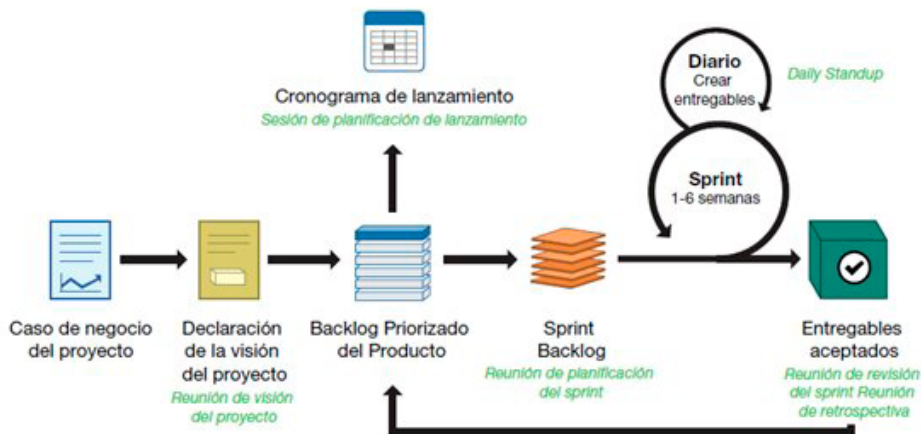 Cronograma de lanzamiento
Sesión de planificación de lanzamiento
Diario
Crear
entregables
Daily Standup
Sprint
1-6 semanas
Caso de negocio
del proyecto
Declaración
de la visión
del proyecto
Reunión de visión
del proyecto
Backlog Priorizado
del Producto
Sprint
Backlog
Reunión de planificación
del sprint
Entregables
aceptados
Reunión de revisión
del sprint Reunión
de retrospectiva